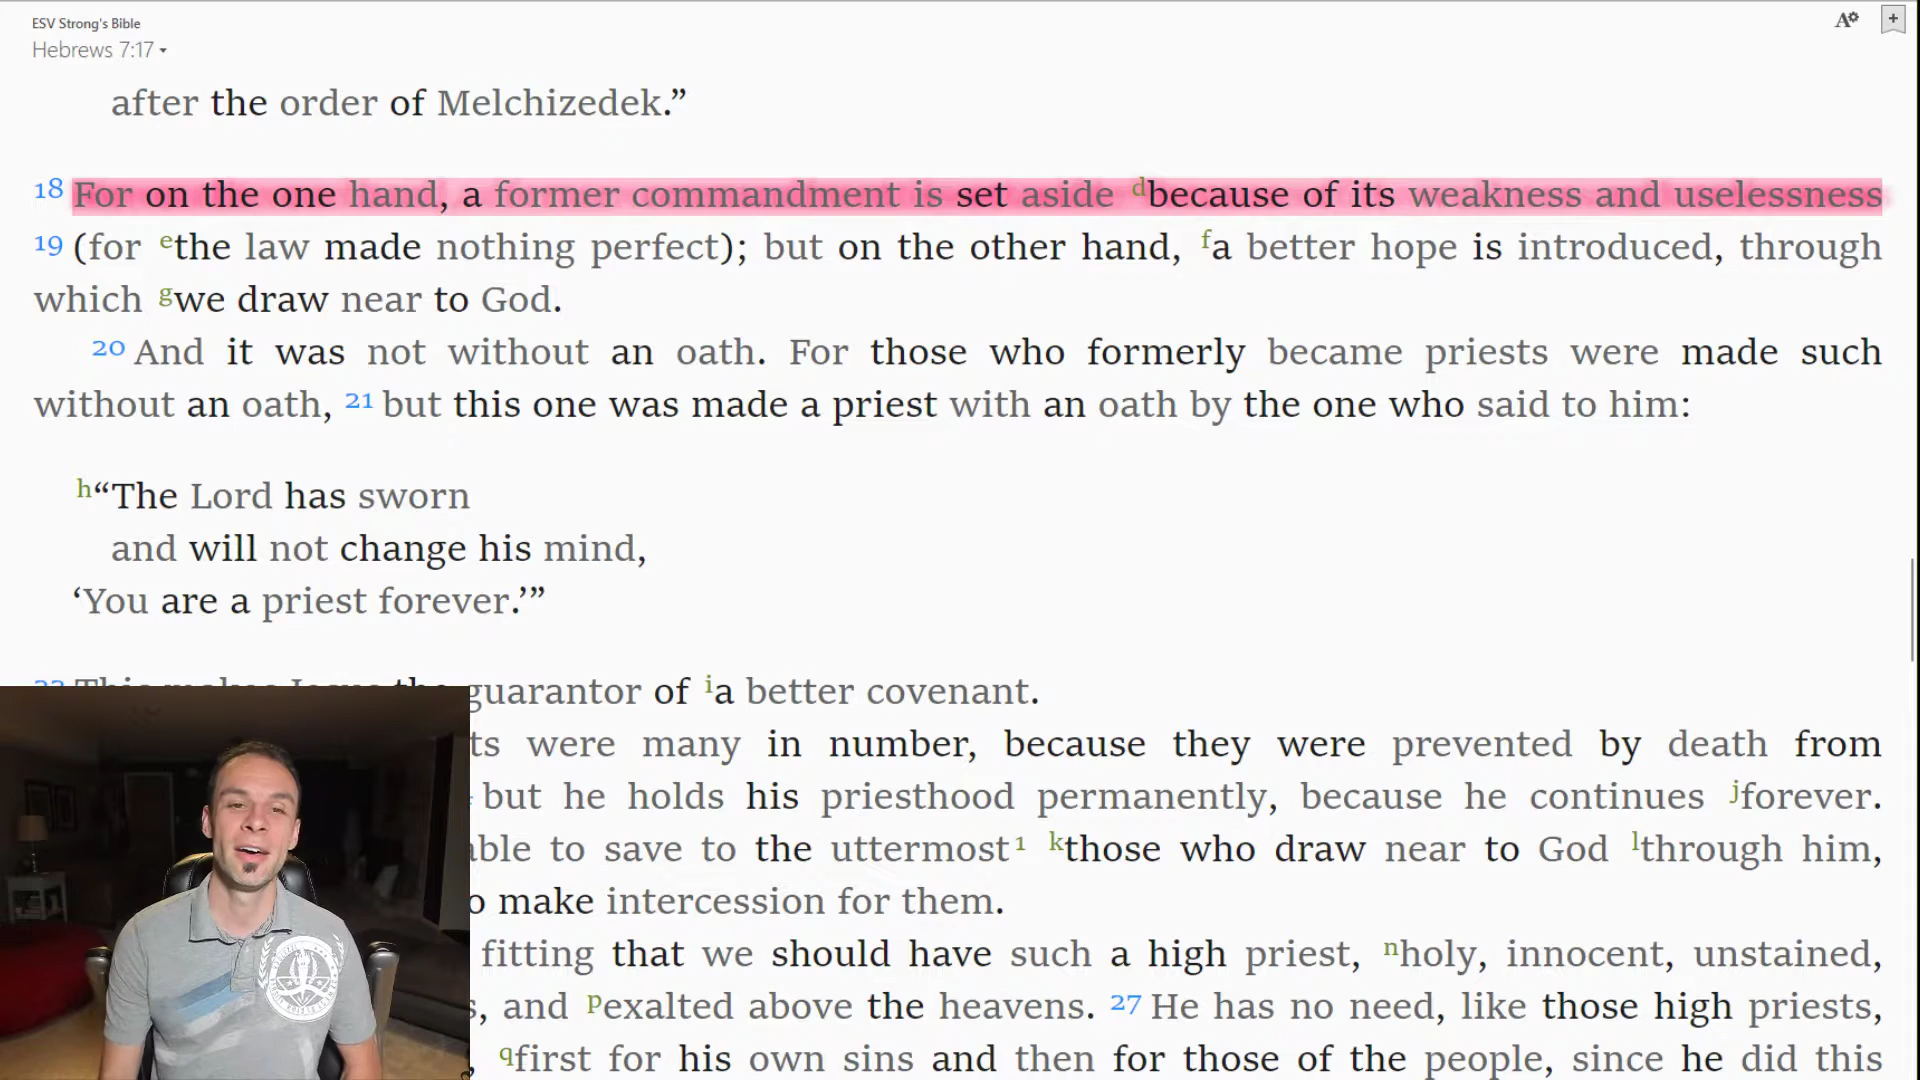 ESV Strong's Bible
Hebrews 7:17
after the order of Melchizedek.”
18 For on the one hand, a former commandment is set aside dbecause of its weakness and uselessness
19 (for ethe law made nothing perfect); but on the other hand, fa better hope is introduced, through
which gwe draw near to God.
20 And it was not without an oath. For those who formerly became priests were made such
without an oath, 21 but this one was made a priest with an oath by the one who said to him:
h“The Lord has sworn
and will not change his mind,
‘You are a priest forever.’”
This makes Jesus the guarantor of ia better covenant.
ts were many in number, because they were prevented by death from
but he holds his priesthood permanently, because he continues jforever.
able to save to the uttermost1 kthose who draw near to God lthrough him,
o make intercession for them.
fitting that we should have such a high priest, nholy, innocent, unstained,
s, and pexalted above the heavens. 27 He has no need, like those high priests,
, qfirst for his own sins and then for those of the people, since he did this